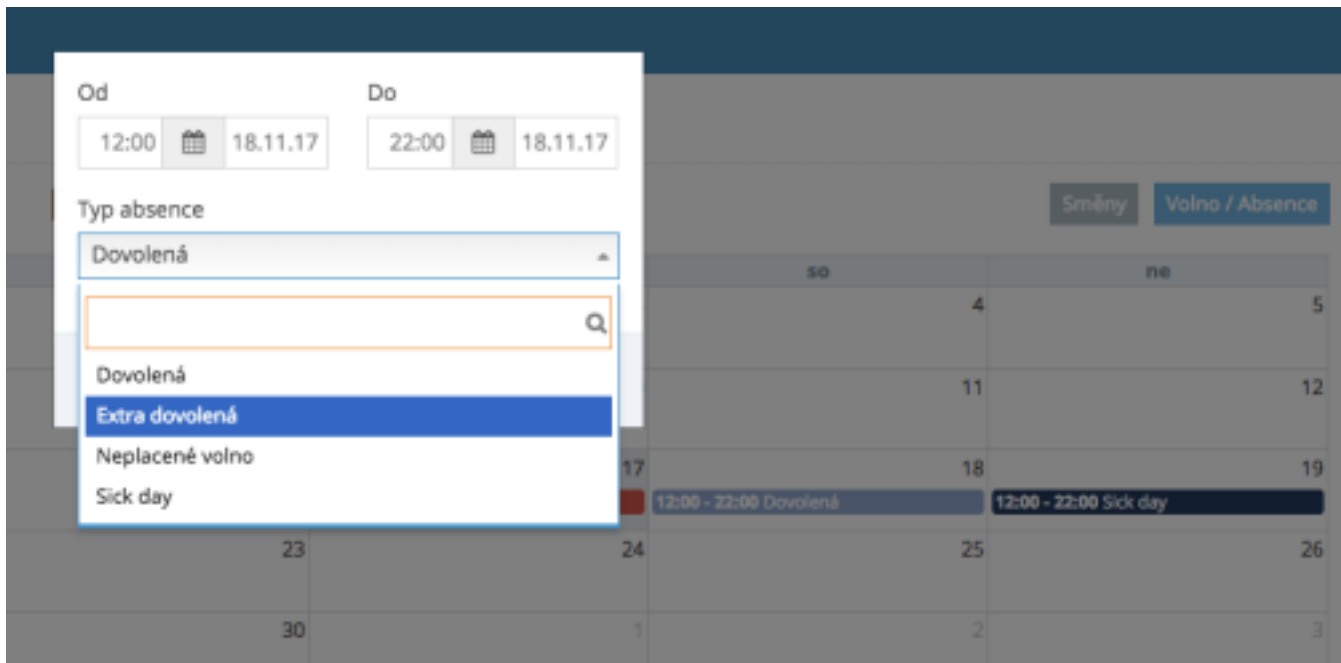 Od Do
12:00 18.11.17 22:00 18.11.17
Typ absence
Směny Volno / Absence
Dovolená
so ne
4 5
Dovolená
11 12
Extra dovolená
Neplacené volno
17 18 19
Sick day
12:00 - 22:00 Dovolená 12:00 - 22:00 Sick day
23 24 25 26
30 1 2 3